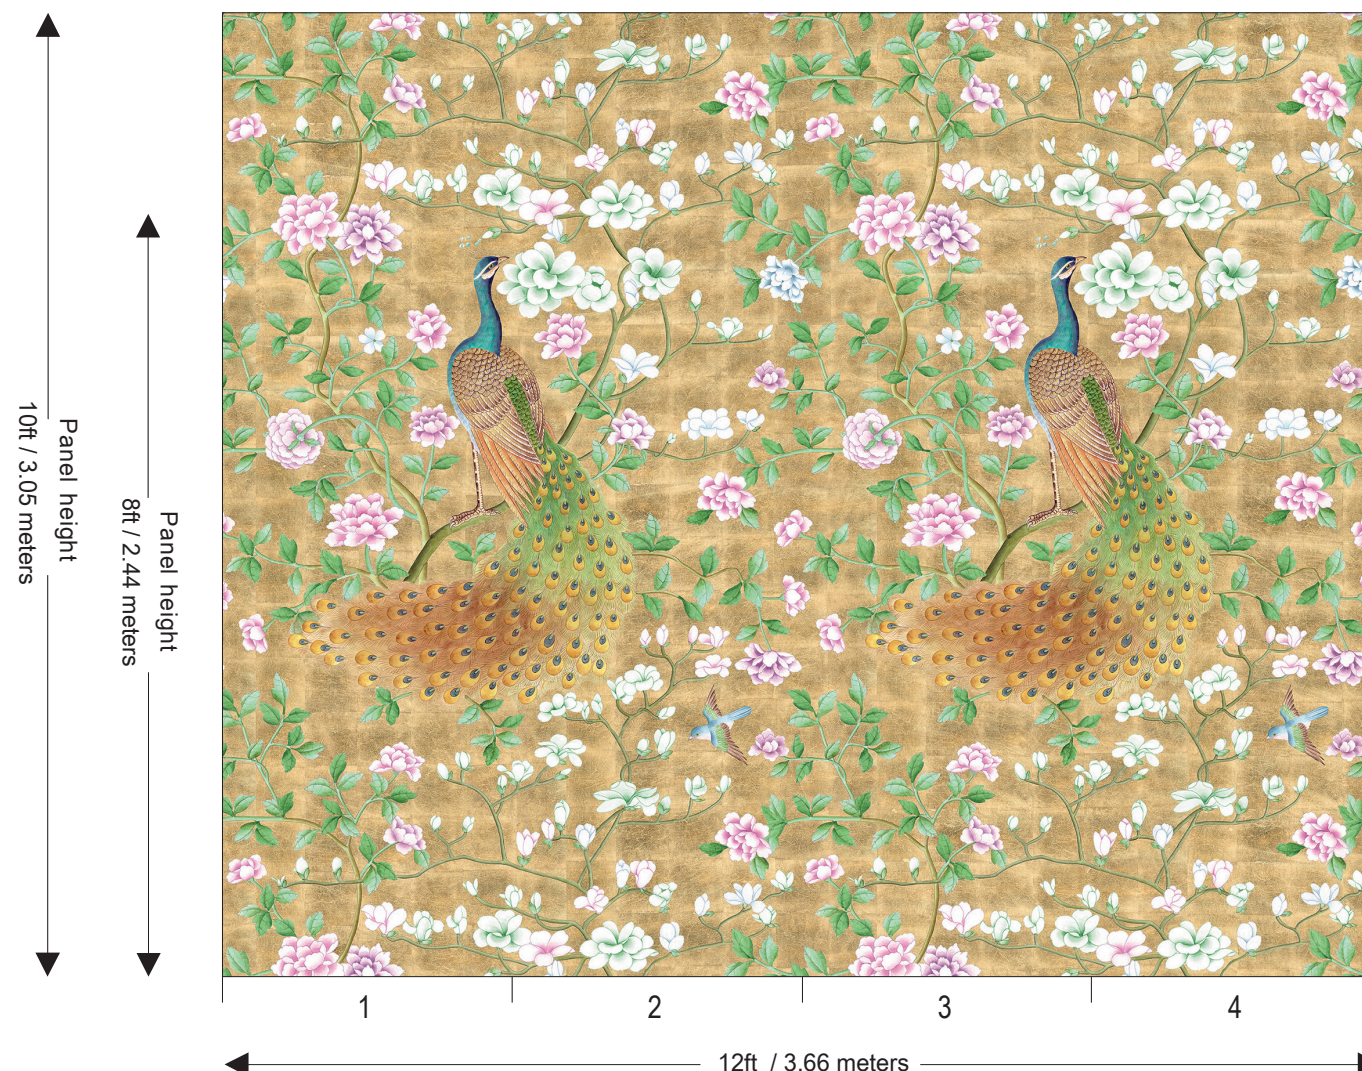 Panel height
10ft / 3.05 meters
Panel height
8ft / 2.44 meters
1
2
3
4
12ft / 3.66 meters